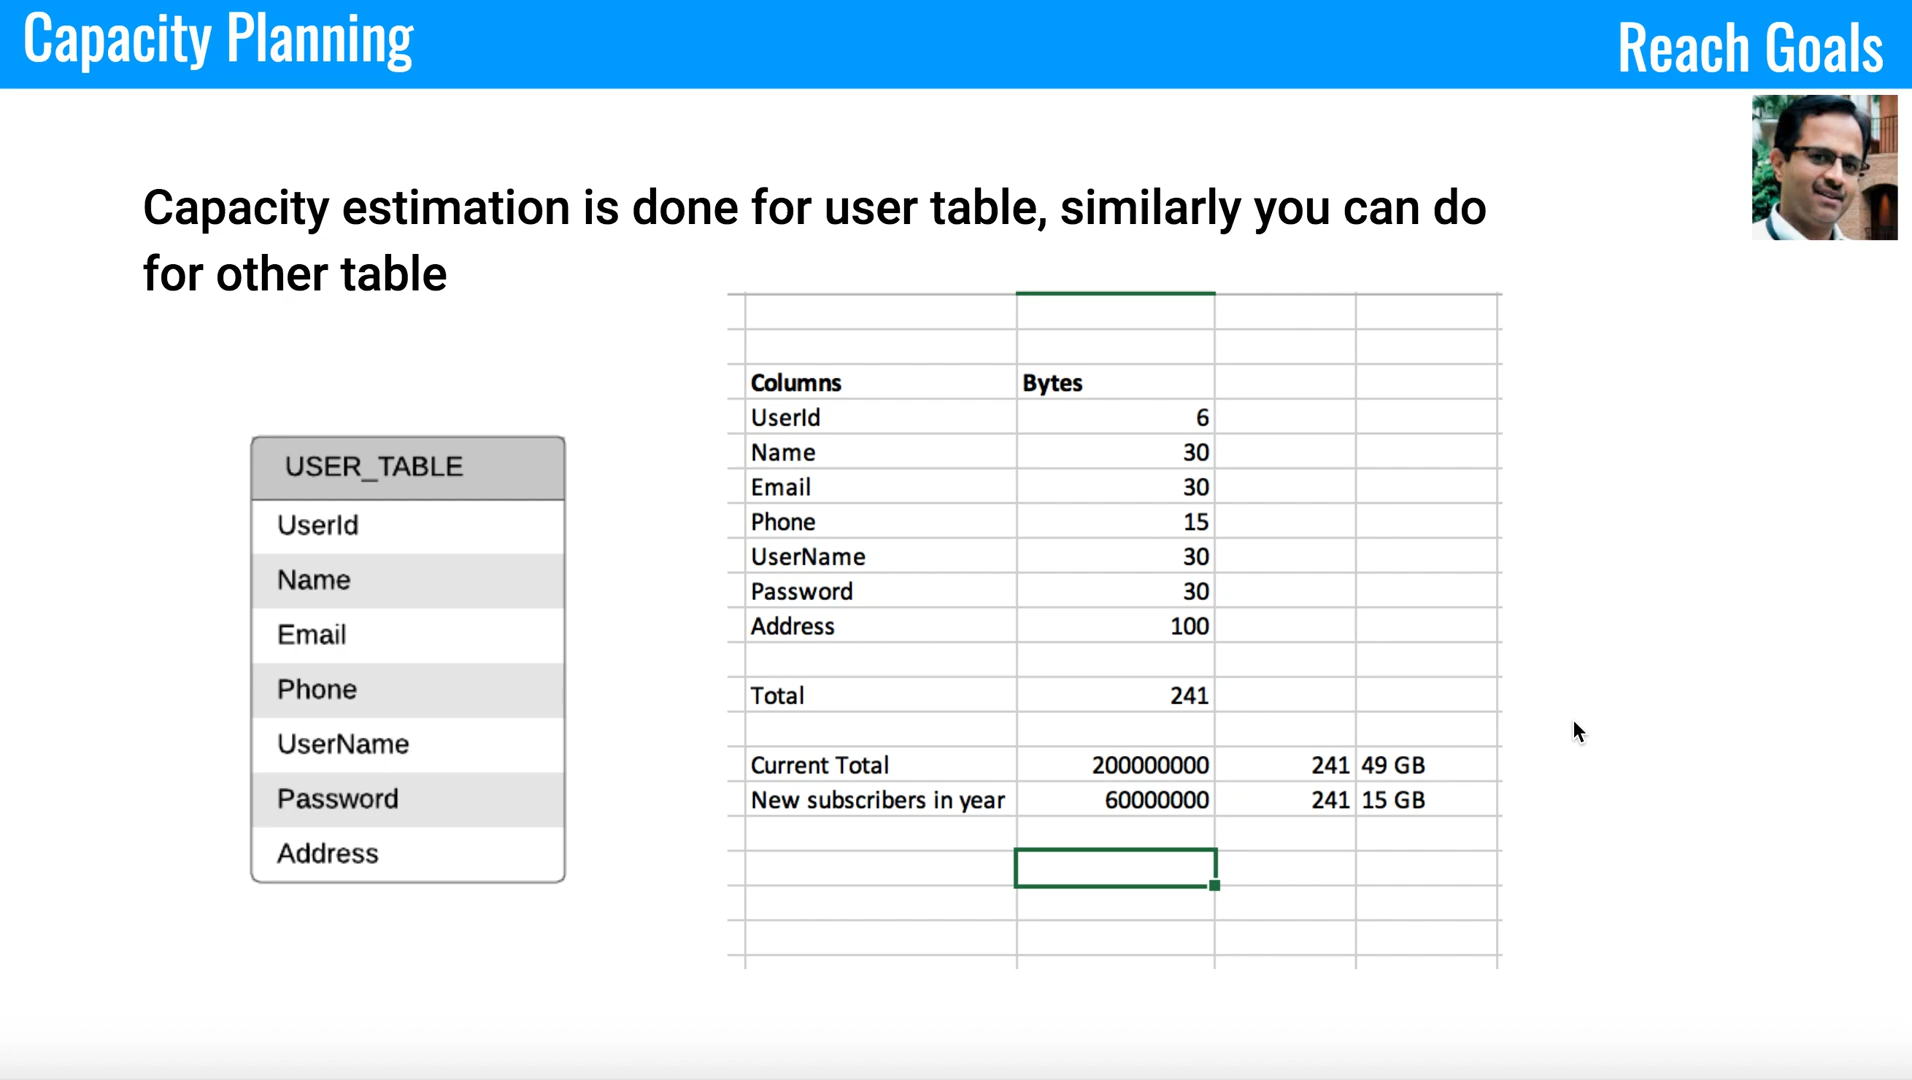 Capacity Planning
Reach Goals
Capacity estimation is done for user table, similarly you can do
for other table
USER_TABLE
UserId
Name
Email
Phone
UserName
Password
Address
Columns Bytes
UserId 6
Name 30
Email 30
Phone 15
UserName 30
Password 30
Address 100
Total 241
Current Total 200000000 241 49 GB
New subscribers in year 60000000 241 15 GB